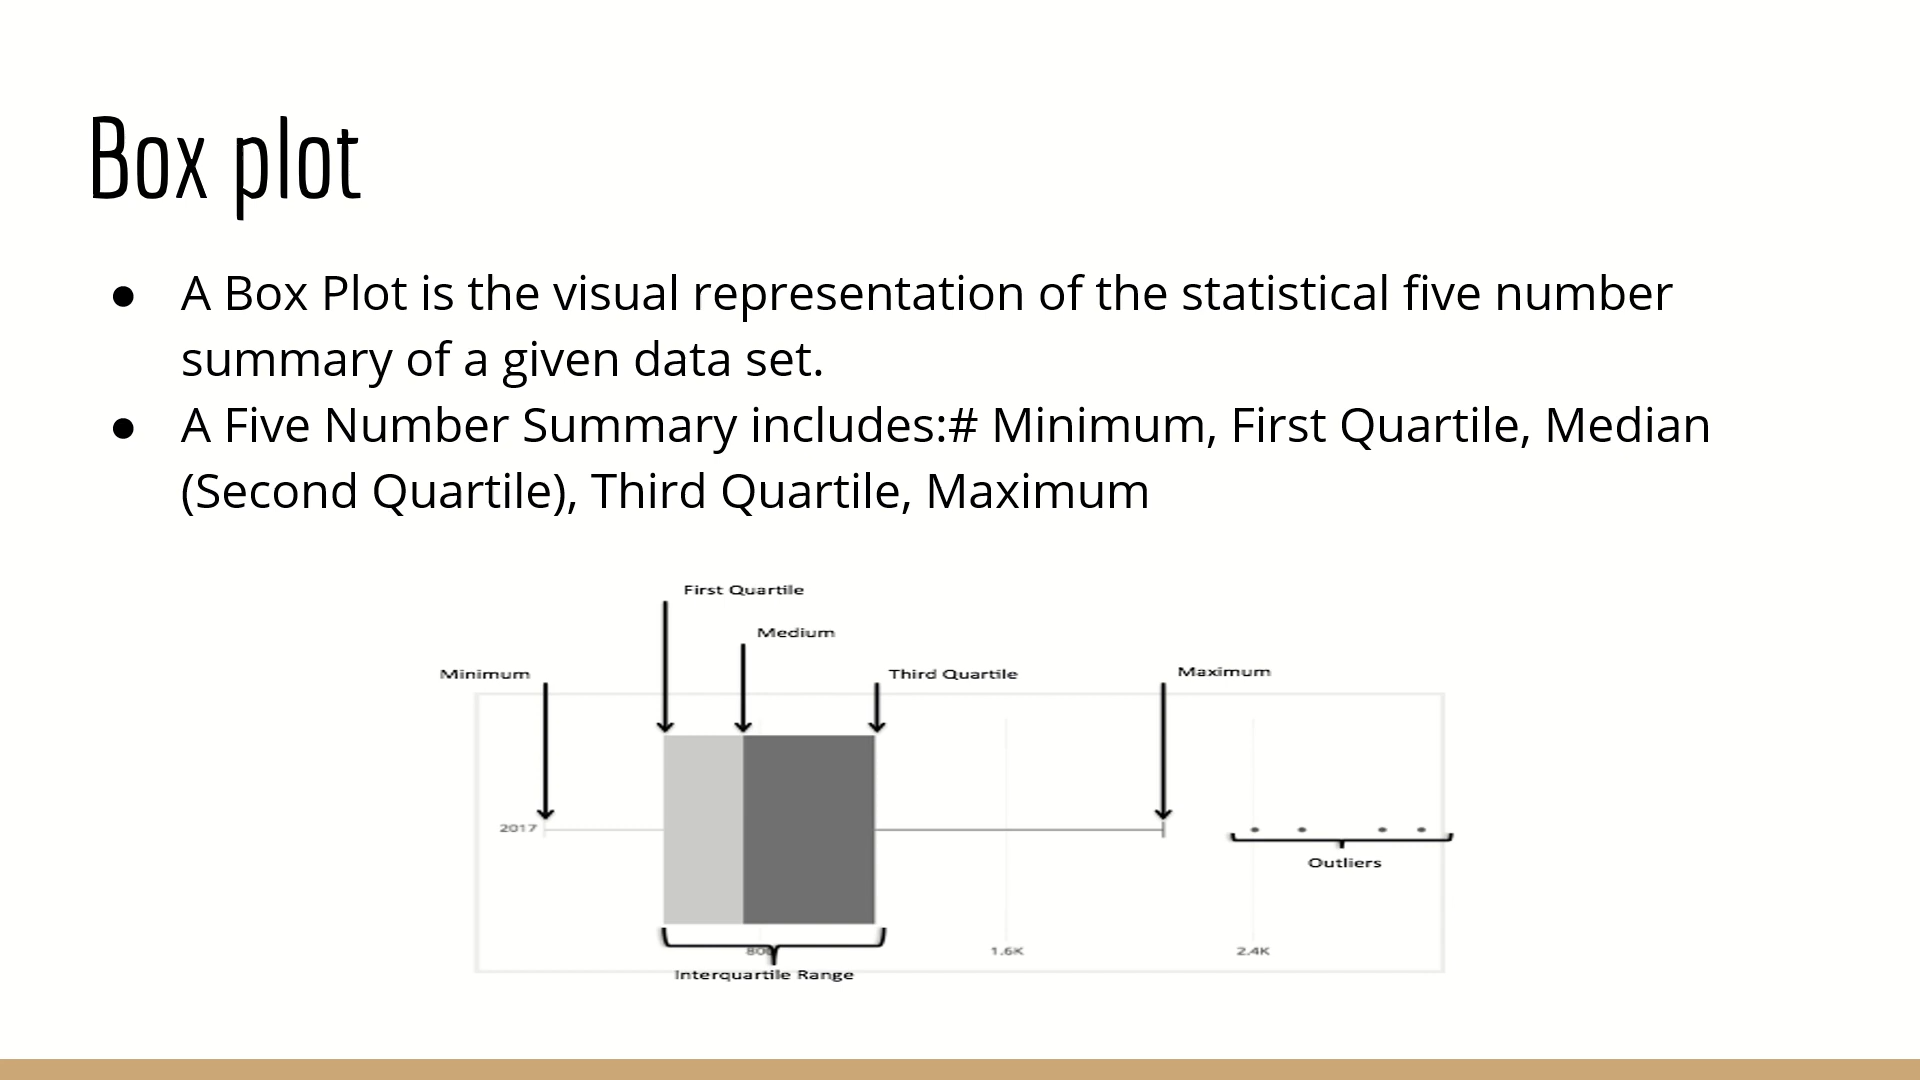 Box plot
● A Box Plot is the visual representation of the statistical five number
summary of a given data set.
● A Five Number Summary includes:# Minimum, First Quartile, Median
(Second Quartile), Third Quartile, Maximum
First Quartile
Medium
Minimum
Third Quartile
Maximum
2017
Outliers
800
1.6K
2.4K
Interquartile Range